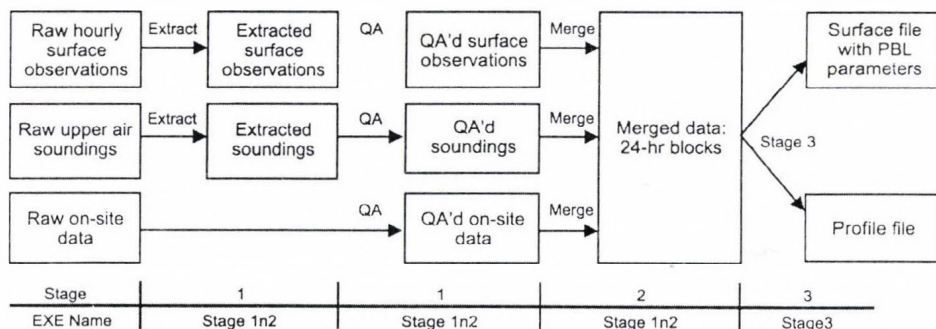 Raw hourly
surface
observations
Extract
Extracted
surface
observations
QA
QA'd surface
observations
Merge
Surface file
with PBL
parameters
Raw upper air
soundings
Extract
Extracted
soundings
QA
QA'd
soundings
Merge
Merged data:
24-hr blocks
Stage 3
Raw on-site
data
QA
QA'd on-site
data
Merge
Profile file
Stage 1 1 2 3
EXE Name Stage 1n2 Stage 1n2 Stage 1n2 Stage3